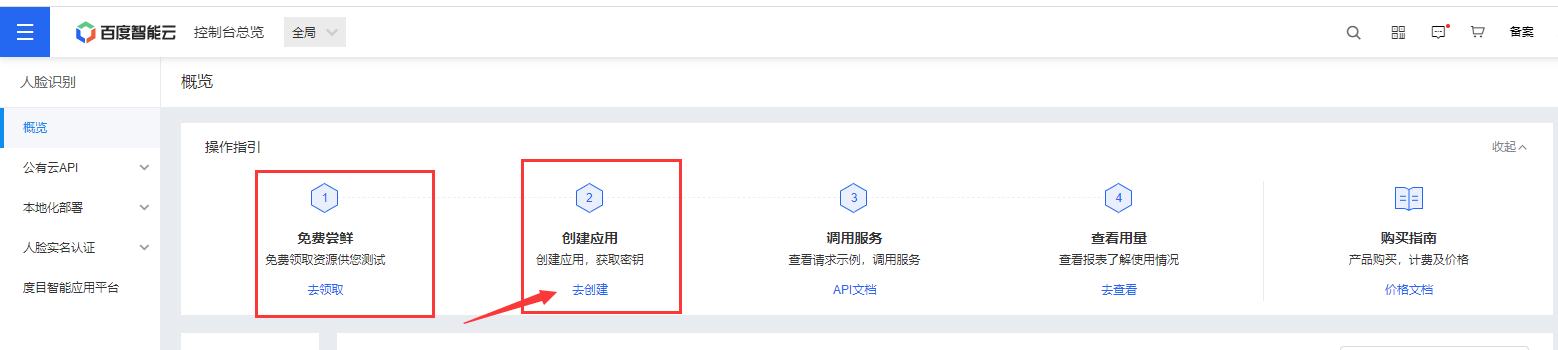 百度智能云 控制台总览 全局 备案
人脸识别
概览
公有云API
本地化部署
人脸实名认证
度目智能应用平台
概览
操作指引 收起
1
免费尝鲜
免费领取资源供您测试
去领取
2
创建应用
创建应用，获取密钥
去创建
3
调用服务
查看请求示例，调用服务
API文档
4
查看用量
查看报表了解使用情况
去查看
购买指南
产品购买，计费及价格
价格文档